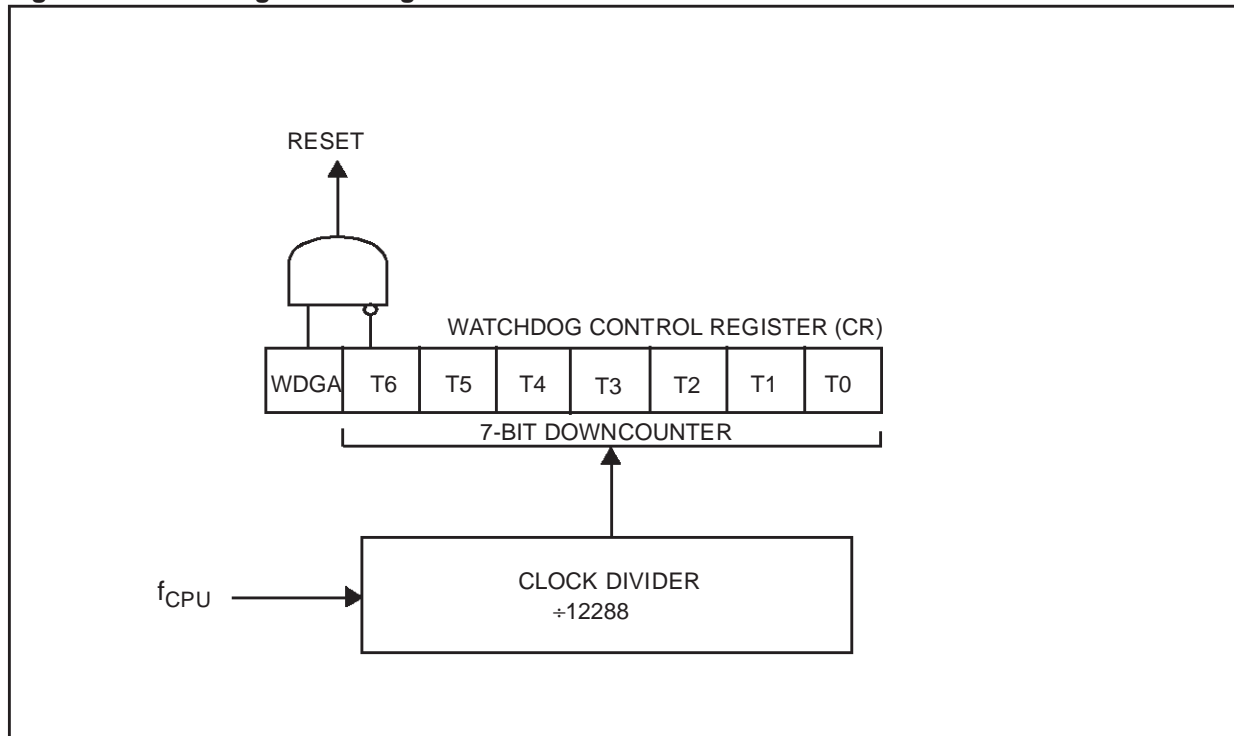 RESET
WATCHDOG CONTROL REGISTER (CR)
WDGA T6 T5 T4 T3 T2 T1 T0
7-BIT DOWNCOUNTER
fCPU
CLOCK DIVIDER
÷12288